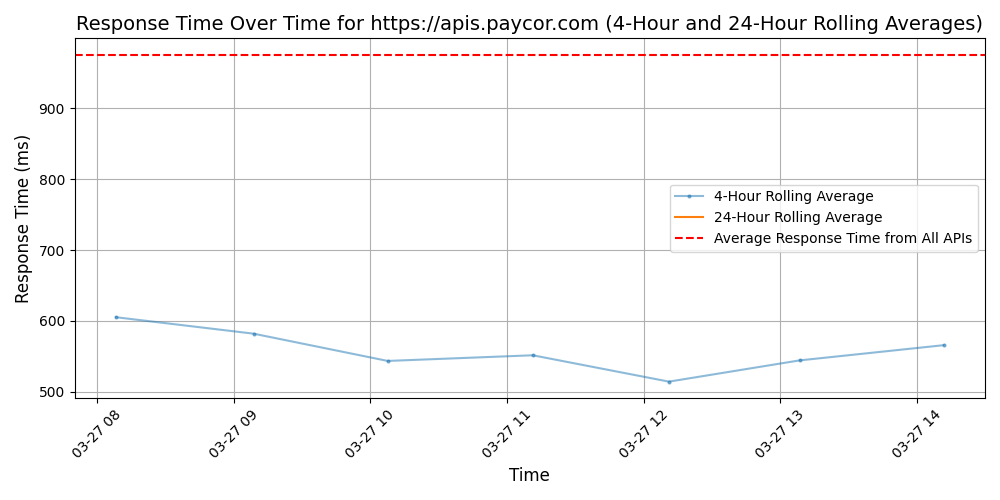 Response Time Over Time for https://apis.paycor.com (4-Hour and 24-Hour Rolling Averages)
Response Time (ms)
900
800
700
600
500
4-Hour Rolling Average
24-Hour Rolling Average
Average Response Time from All APIs
03-27 08
03-27 09
03-27 10
03-27 11
03-27 12
03-27 13
03-27 14
Time